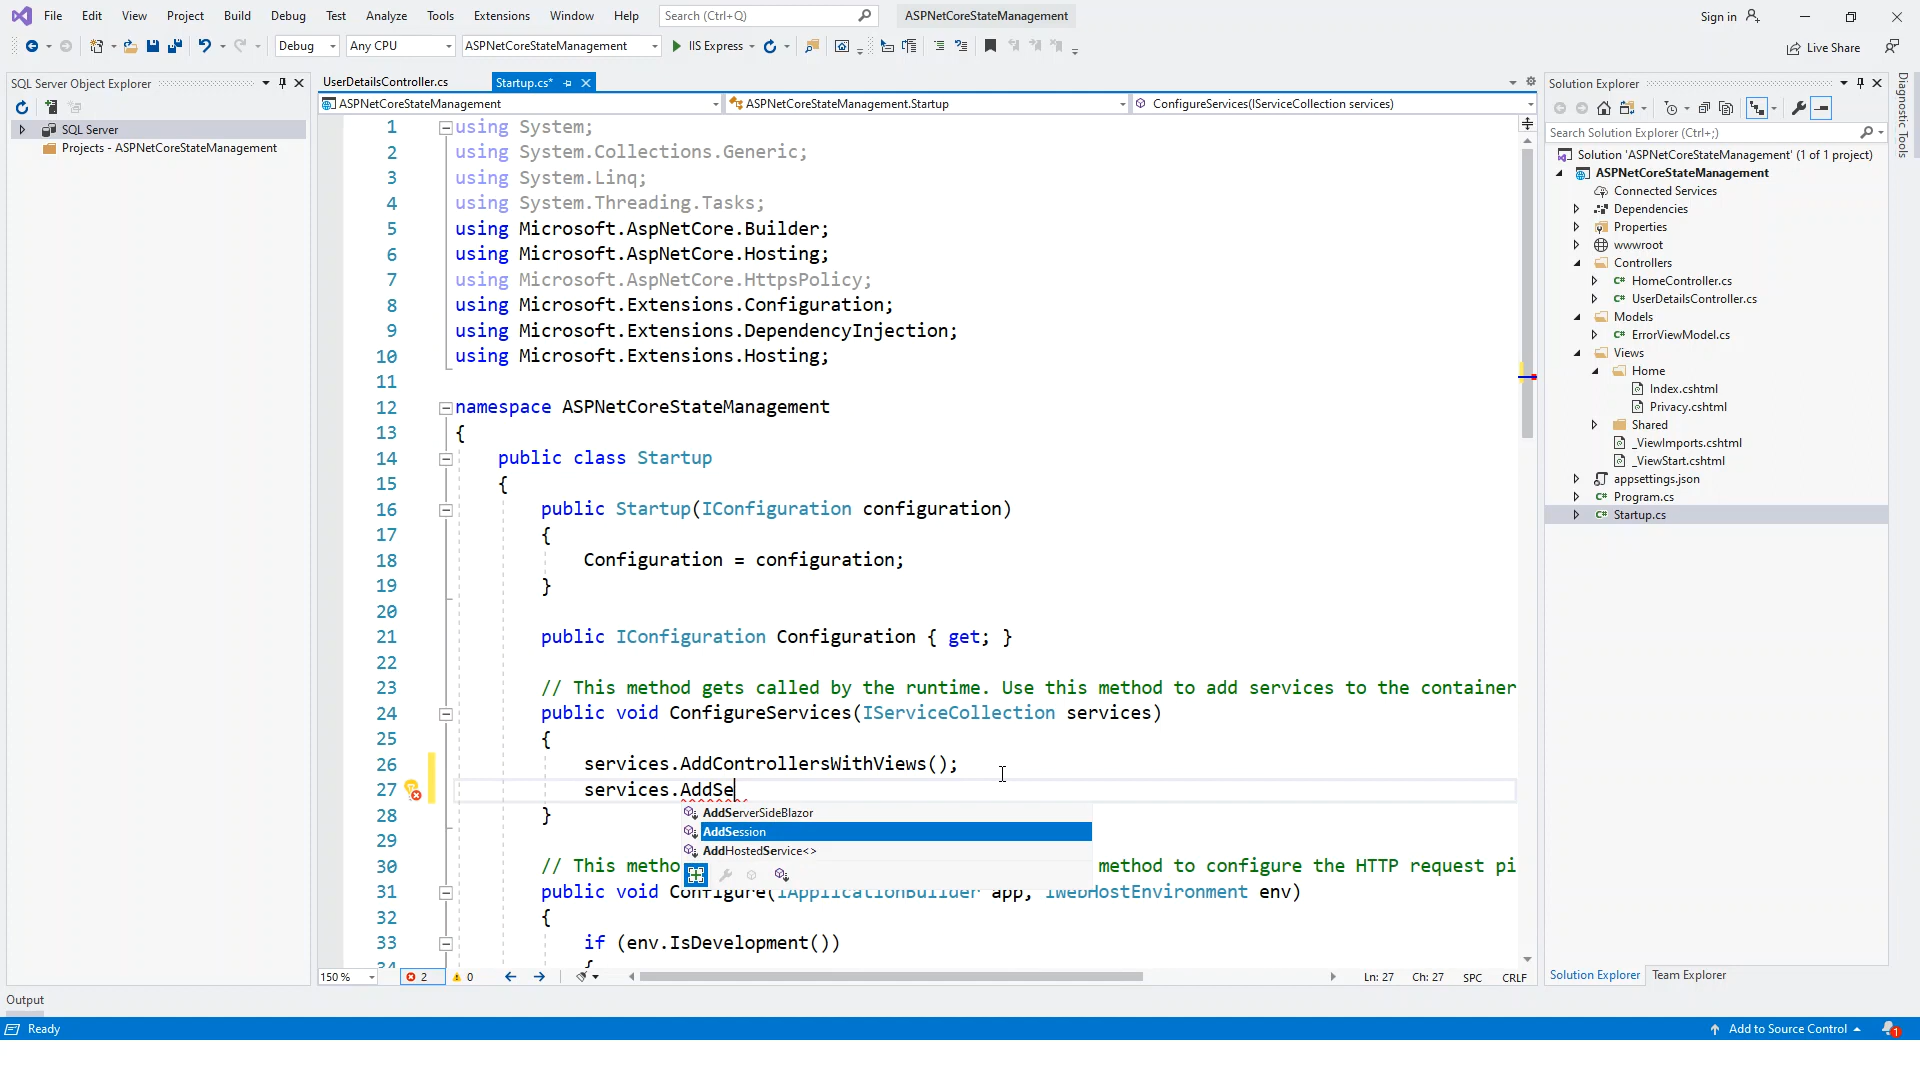 File Edit View Project Build Debug Test Analyze Tools Extensions Window Help Search (Ctrl+Q) ASPNetCoreStateManagement Sign in
Debug Any CPU ASPNetCoreStateManagement IIS Express Live Share
SQL Server Object Explorer
SQL Server
Projects - ASPNetCoreStateManagement
UserDetailsController.cs Startup.cs*
ASPNetCoreStateManagement ASPNetCoreStateManagement.Startup ConfigureServices(IServiceCollection services)
1 using System;
2 using System.Collections.Generic;
3 using System.Linq;
4 using System.Threading.Tasks;
5 using Microsoft.AspNetCore.Builder;
6 using Microsoft.AspNetCore.Hosting;
7 using Microsoft.AspNetCore.HttpsPolicy;
8 using Microsoft.Extensions.Configuration;
9 using Microsoft.Extensions.DependencyInjection;
10 using Microsoft.Extensions.Hosting;
11
12 namespace ASPNetCoreStateManagement
13 {
14 public class Startup
15 {
16 public Startup(IConfiguration configuration)
17 {
18 Configuration = configuration;
19 }
20
21 public IConfiguration Configuration { get; }
22
23 // This method gets called by the runtime. Use this method to add services to the container
24 public void ConfigureServices(IServiceCollection services)
25 {
26 services.AddControllersWithViews();
27 services.AddSe
AddServerSideBlazor
AddSession
AddHostedService<>
28 }
29
30 // This metho method to configure the HTTP request pi
31 public void Configure(IApplicationBuilder app, IWebHostEnvironment env)
32 {
33 if (env.IsDevelopment())
34 {
150 % 2 0 Ln: 27 Ch: 27 SPC CRLF
Solution Explorer
Search Solution Explorer (Ctrl+;)
Solution 'ASPNetCoreStateManagement' (1 of 1 project)
ASPNetCoreStateManagement
Connected Services
Dependencies
Properties
wwwroot
Controllers
HomeController.cs
UserDetailsController.cs
Models
ErrorViewModel.cs
Views
Home
Index.cshtml
Privacy.cshtml
Shared
_ViewImports.cshtml
_ViewStart.cshtml
appsettings.json
Program.cs
Startup.cs
Solution Explorer Team Explorer
Diagnostic Tools
Output
Ready Add to Source Control 1